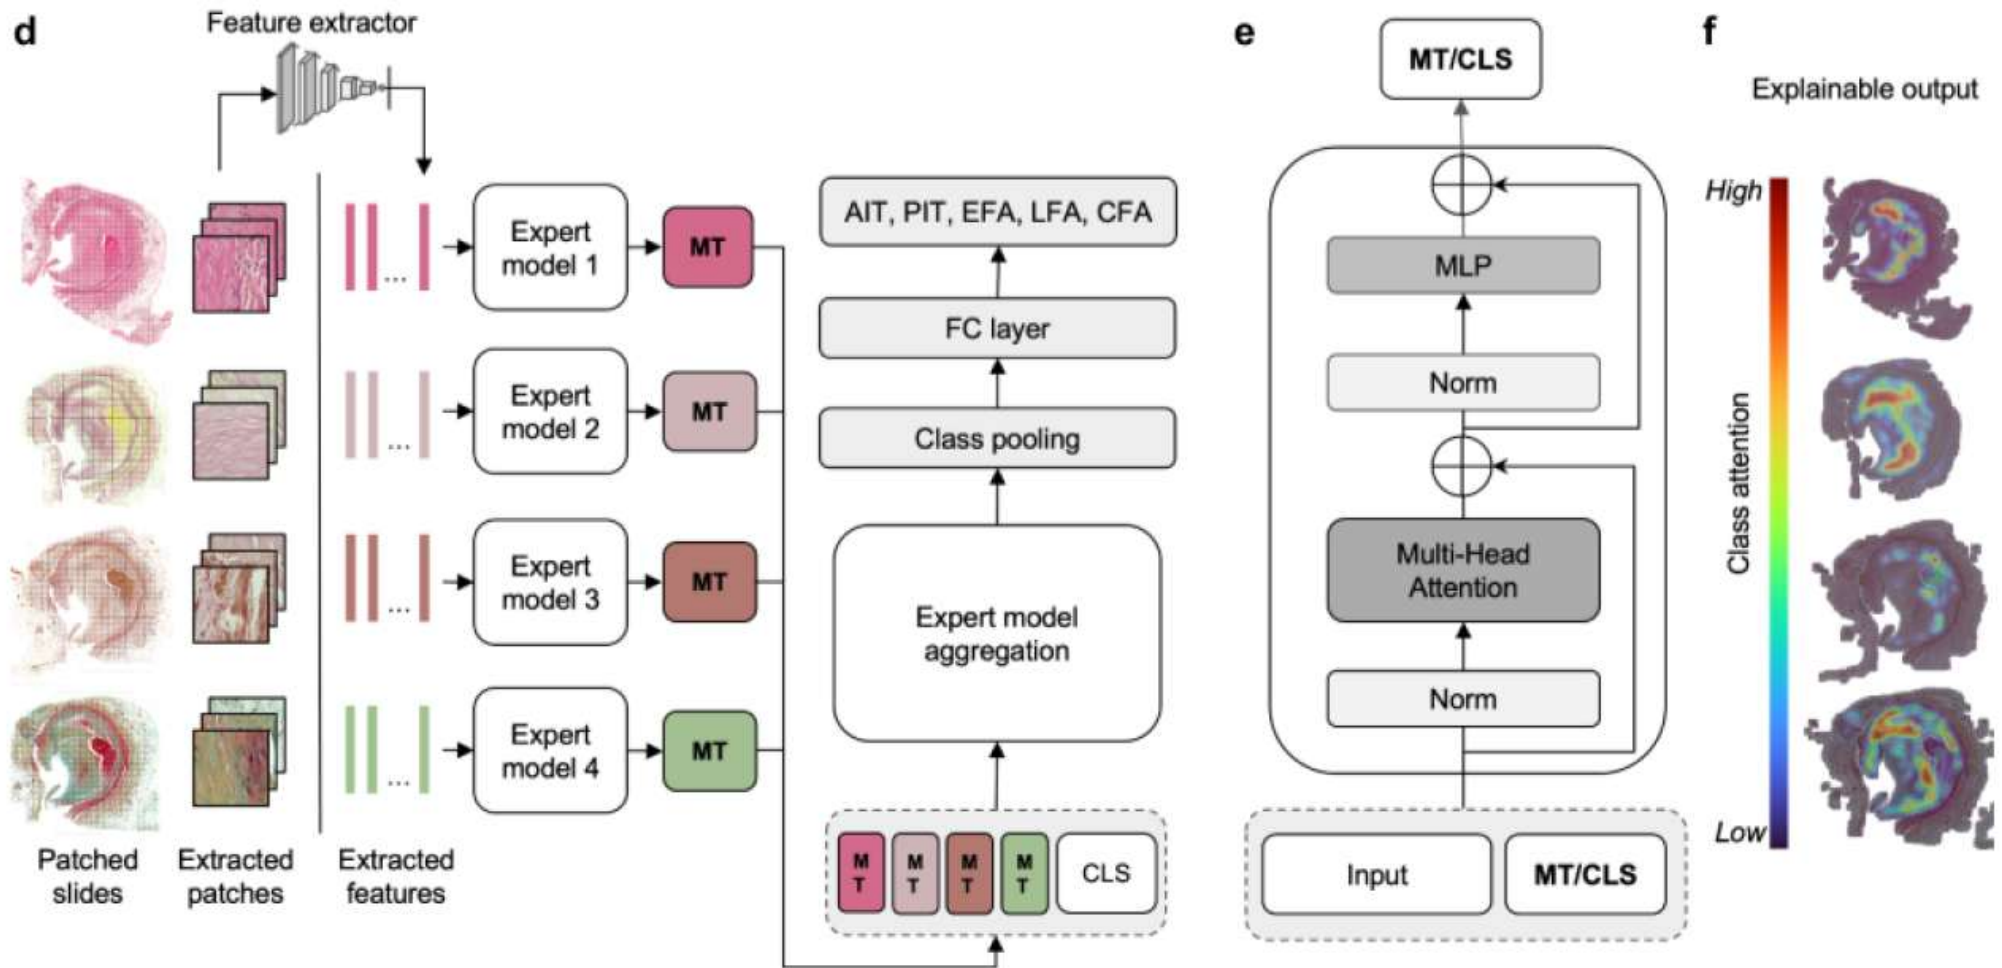 d
Feature extractor
Expert
model 1
MT
Expert
model 2
MT
Expert
model 3
MT
Expert
model 4
MT
...
...
...
...
Patched
slides
Extracted
patches
Extracted
features
AIT, PIT, EFA, LFA, CFA
FC layer
Class pooling
Expert model
aggregation
M
T
M
T
M
T
M
T
CLS
e
MT/CLS
MLP
Norm
Multi-Head
Attention
Norm
Input
MT/CLS
f
Explainable output
High
Class attention
Low